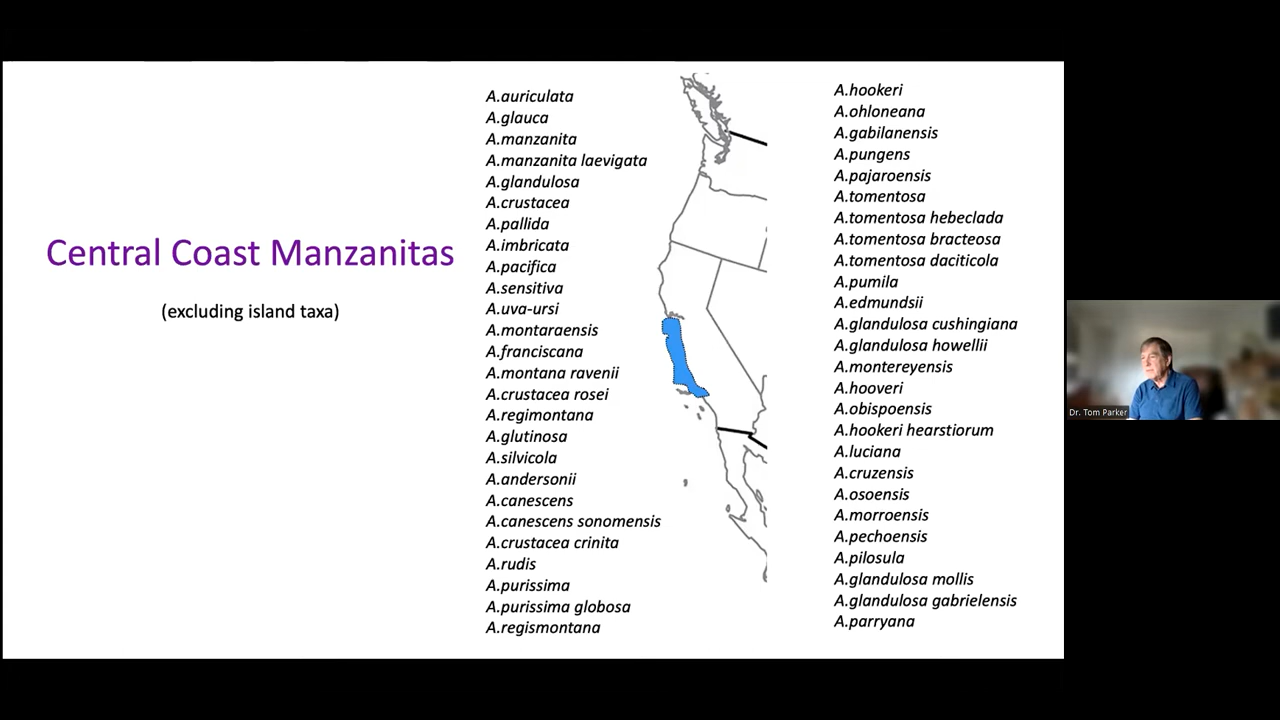 Central Coast Manzanitas
(excluding island taxa)
A.auriculata
A.glauca
A.manzanita
A.manzanita laevigata
A.glandulosa
A.crustacea
A.pallida
A.imbricata
A.pacifica
A.sensitiva
A.uva-ursi
A.montaraensis
A.franciscana
A.montana ravenii
A.crustacea rosei
A.regimontana
A.glutinosa
A.silvicola
A.andersonii
A.canescens
A.canescens sonomensis
A.crustacea crinita
A.rudis
A.purissima
A.purissima globosa
A.regismontana
A.hookeri
A.ohloneana
A.gabilanensis
A.pungens
A.pajaroensis
A.tomentosa
A.tomentosa hebeclada
A.tomentosa bracteosa
A.tomentosa daciticola
A.pumila
A.edmundsii
A.glandulosa cushingiana
A.glandulosa howellii
A.montereyensis
A.hooveri
A.obispoensis
A.hookeri hearstiorum
A.luciana
A.cruzensis
A.osoensis
A.morroensis
A.pechoensis
A.pilosula
A.glandulosa mollis
A.glandulosa gabrielensis
A.parryana
Dr. Tom Parker